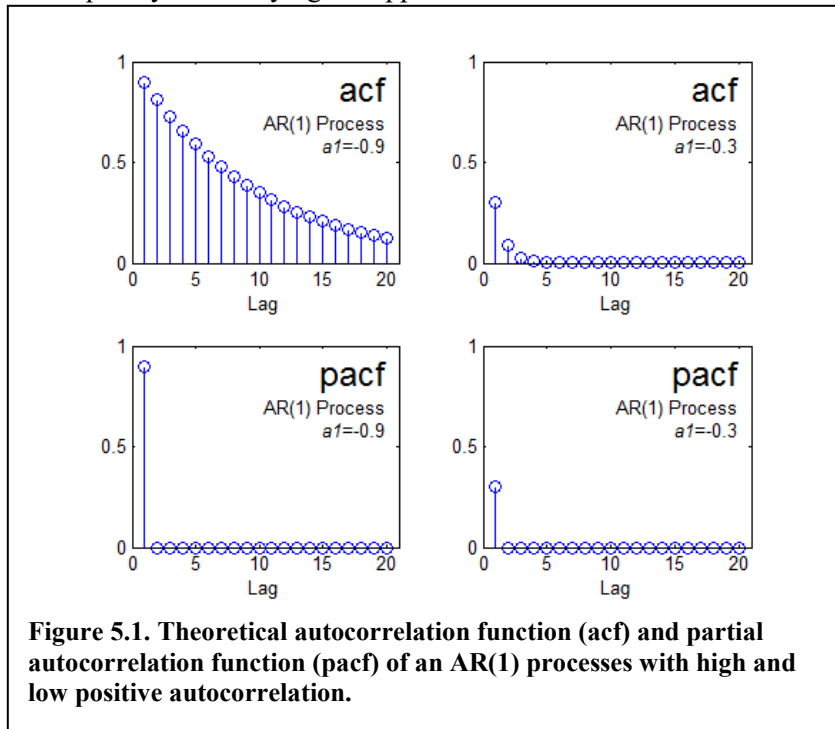 1
acf
AR(1) Process
a1=-0.9
0.5
0
0 5 10 15 20
Lag
1
acf
AR(1) Process
a1=-0.3
0.5
0
0 5 10 15 20
Lag
1
pacf
AR(1) Process
a1=-0.9
0.5
0
0 5 10 15 20
Lag
1
pacf
AR(1) Process
a1=-0.3
0.5
0
0 5 10 15 20
Lag
Figure 5.1. Theoretical autocorrelation function (acf) and partial
autocorrelation function (pacf) of an AR(1) processes with high and
low positive autocorrelation.